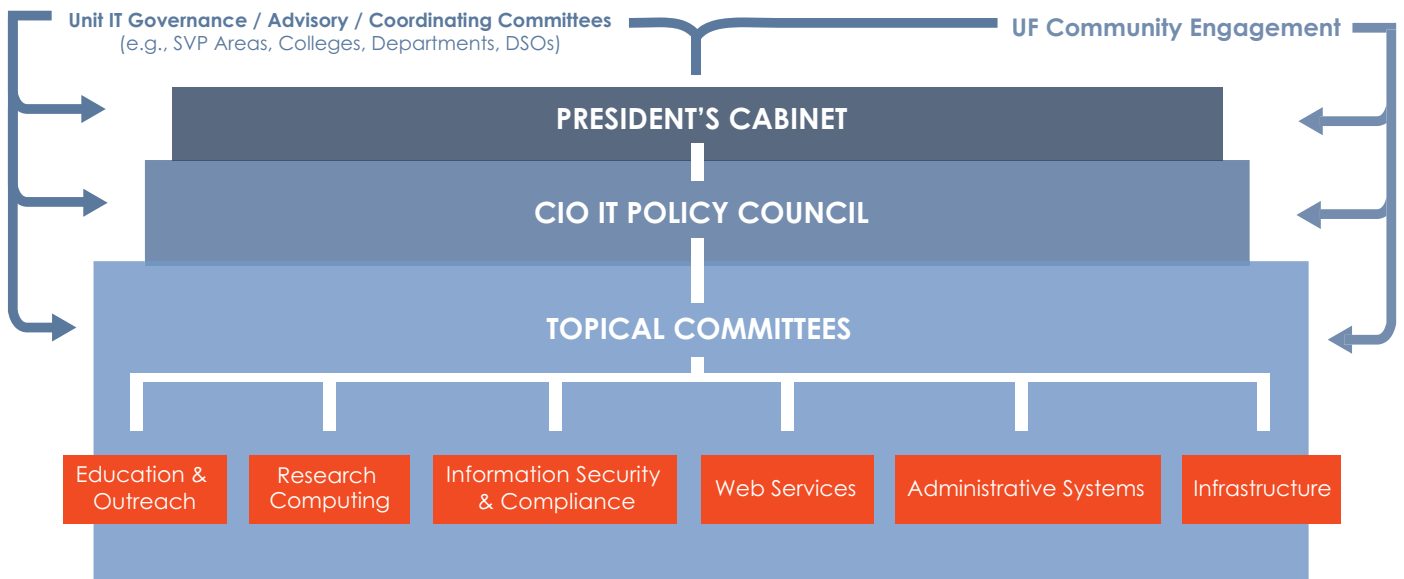 Unit IT Governance / Advisory / Coordinating Committees
(e.g., SVP Areas, Colleges, Departments, DSOs)
UF Community Engagement
PRESIDENT’S CABINET
CIO IT POLICY COUNCIL
TOPICAL COMMITTEES
Education &
Outreach
Research
Computing
Information Security
& Compliance
Web Services
Administrative Systems
Infrastructure